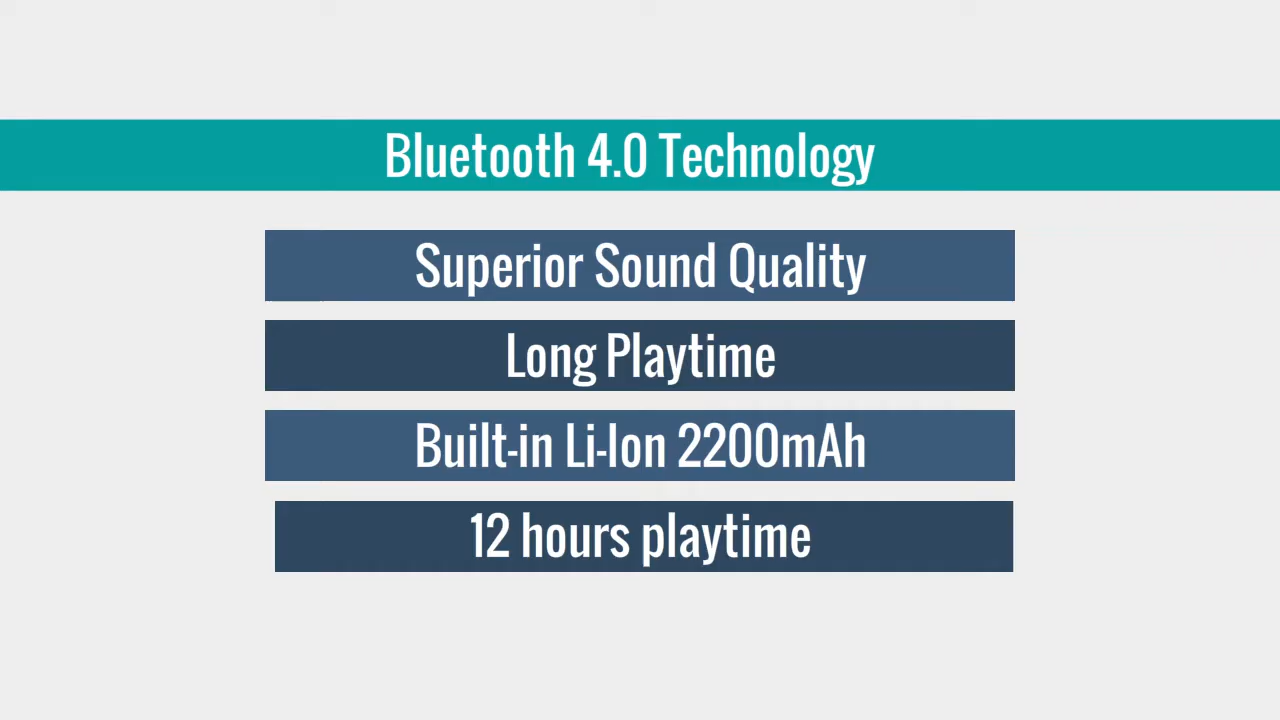 Bluetooth 4.0 Technology
Superior Sound Quality
Long Playtime
Built-in Li-Ion 2200mAh
12 hours playtime